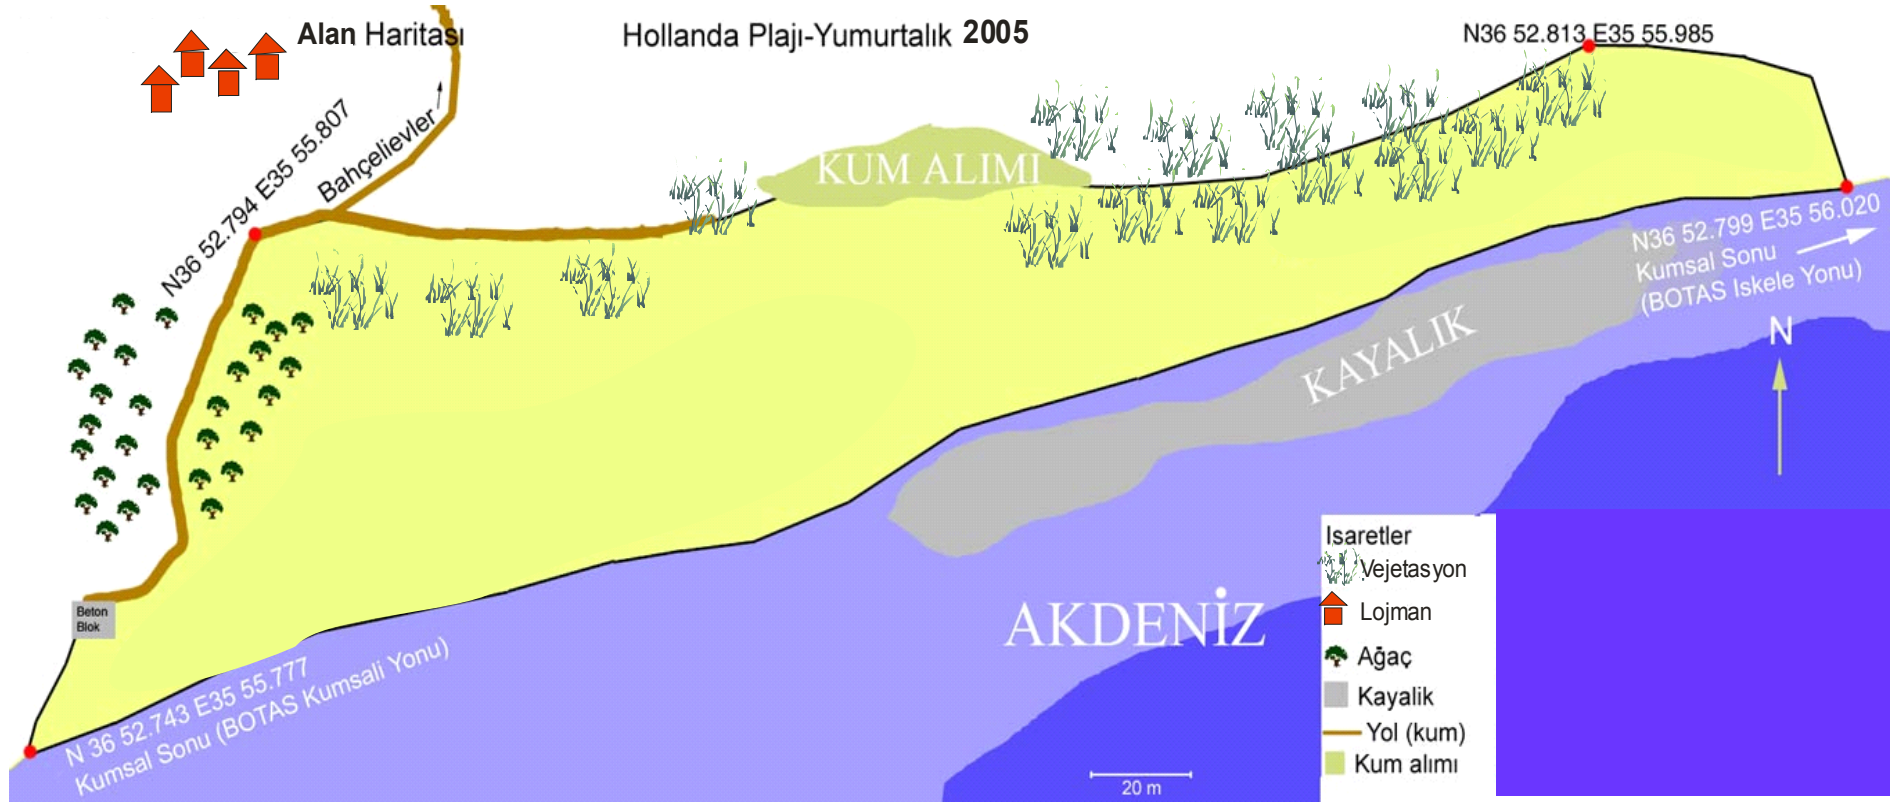 Alan Haritası
Hollanda Plajı-Yumurtalık 2005
N36 52.813 E35 55.985
N36 52.794 E35 55.807
Bahçelievler
KUM ALIMI
N36 52.799 E35 56.020
Kumsal Sonu
(BOTAS Iskele Yonu)
KAYALIK
N
Beton
Blok
AKDENİZ
N 36 52.743 E35 55.777
Kumsal Sonu (BOTAS Kumsali Yonu)
20 m
Isaretler
Vejetasyon
Lojman
Ağaç
Kayalik
Yol (kum)
Kum alımı